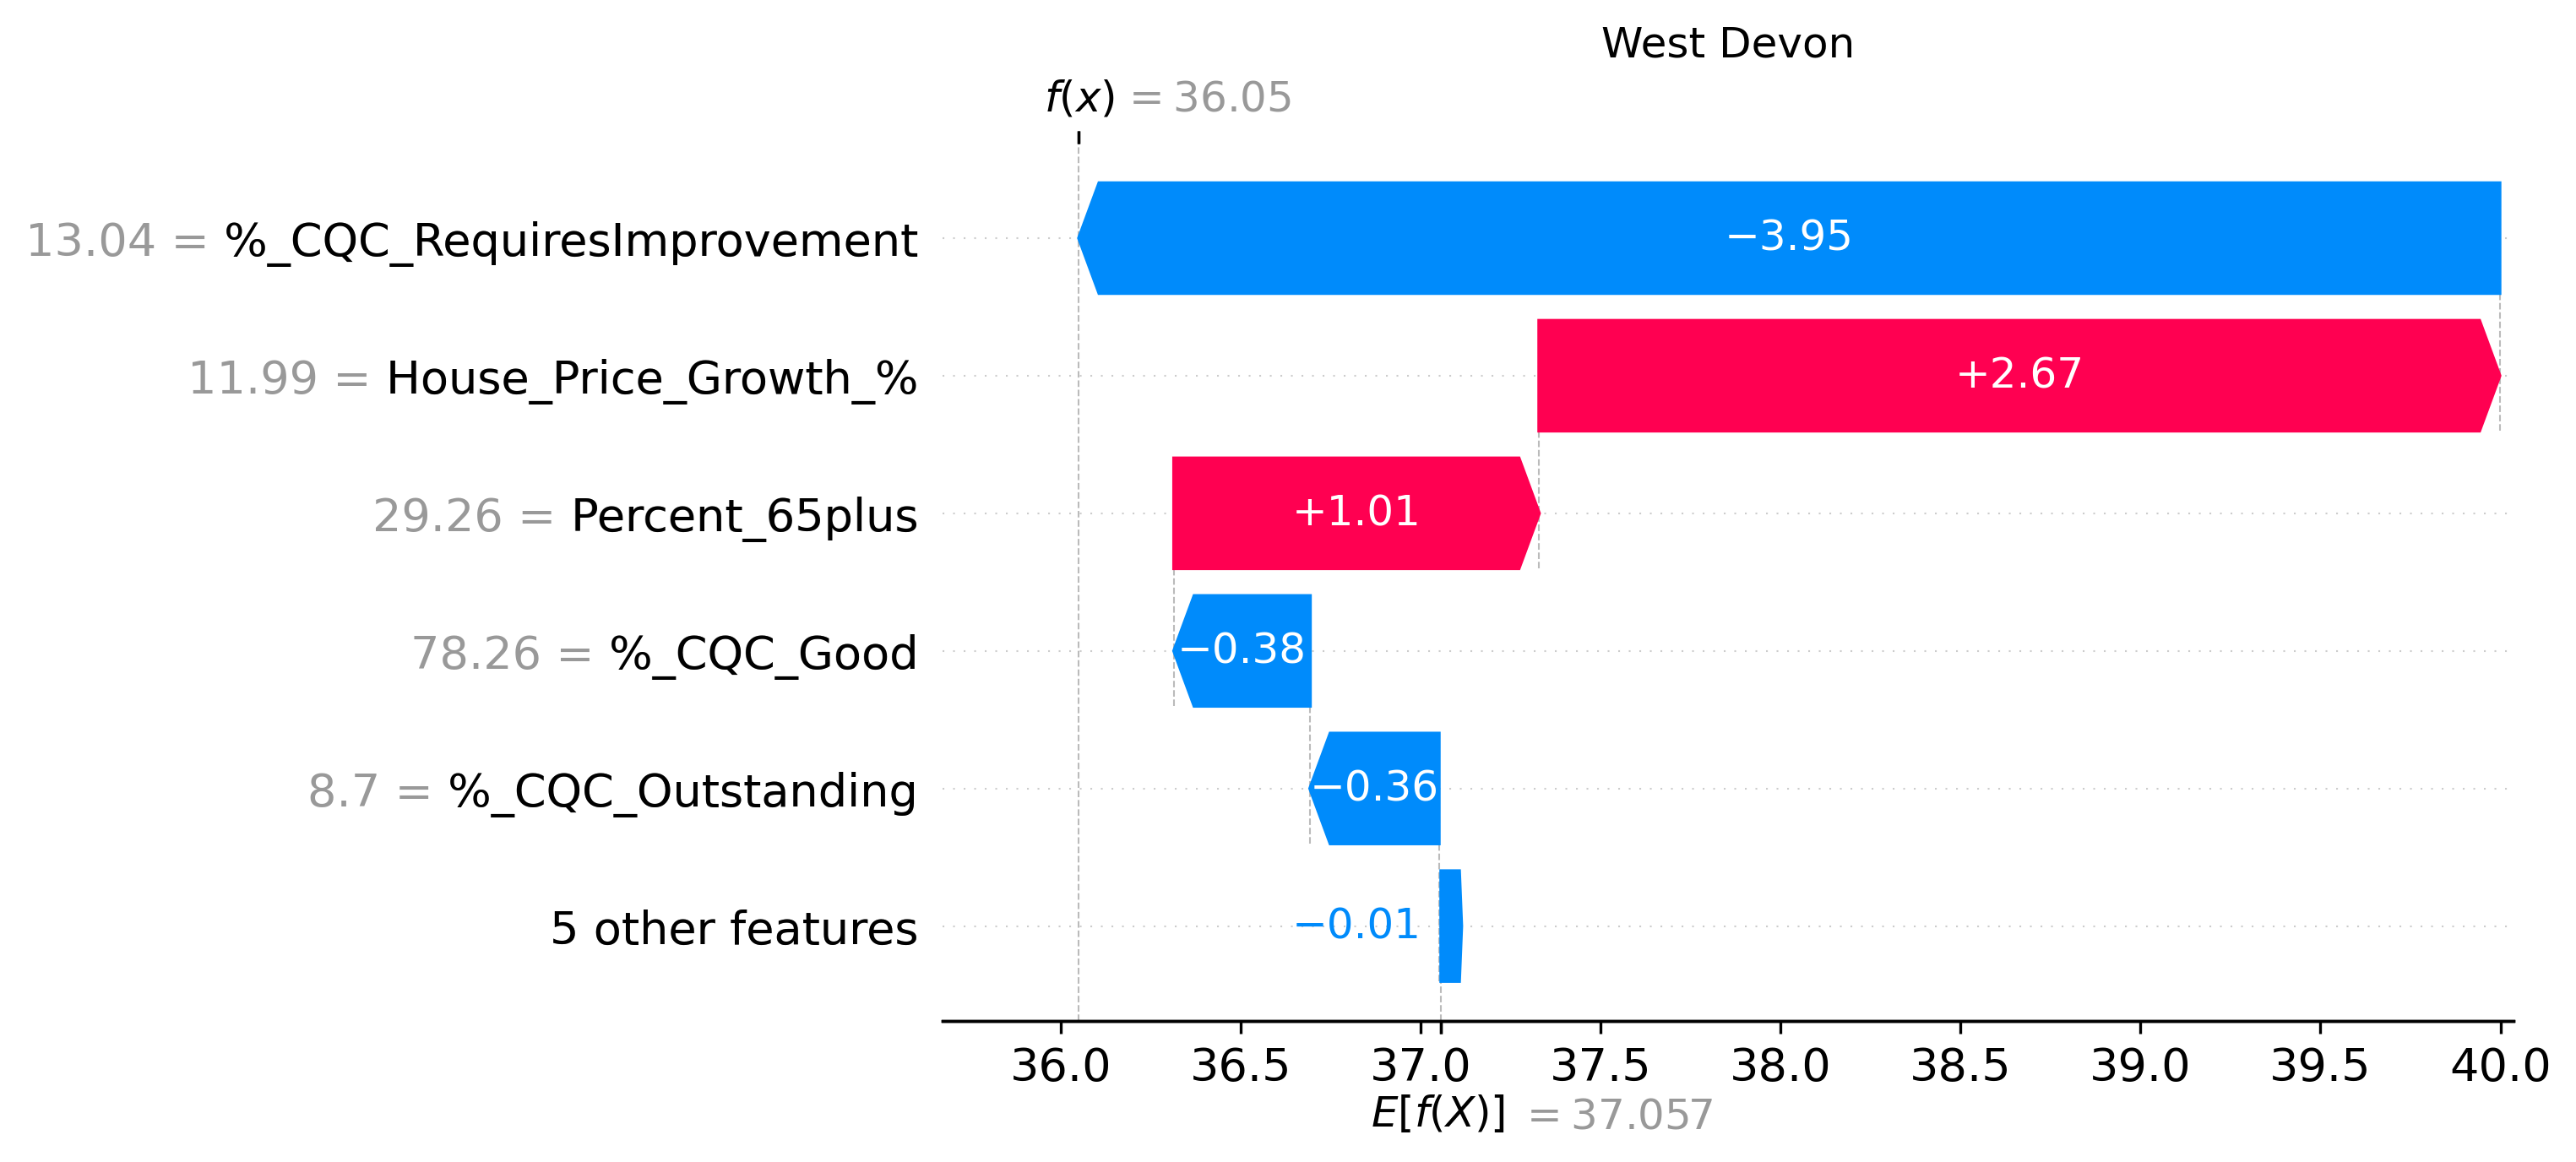 West Devon
f(x) = 36.05
13.04 = %_CQC_RequiresImprovement
−3.95
11.99 = House_Price_Growth_%
+2.67
29.26 = Percent_65plus
+1.01
78.26 = %_CQC_Good
−0.38
8.7 = %_CQC_Outstanding
−0.36
5 other features
−0.01
36.0 36.5 37.0 37.5 38.0 38.5 39.0 39.5 40.0
E[f(X)] = 37.057